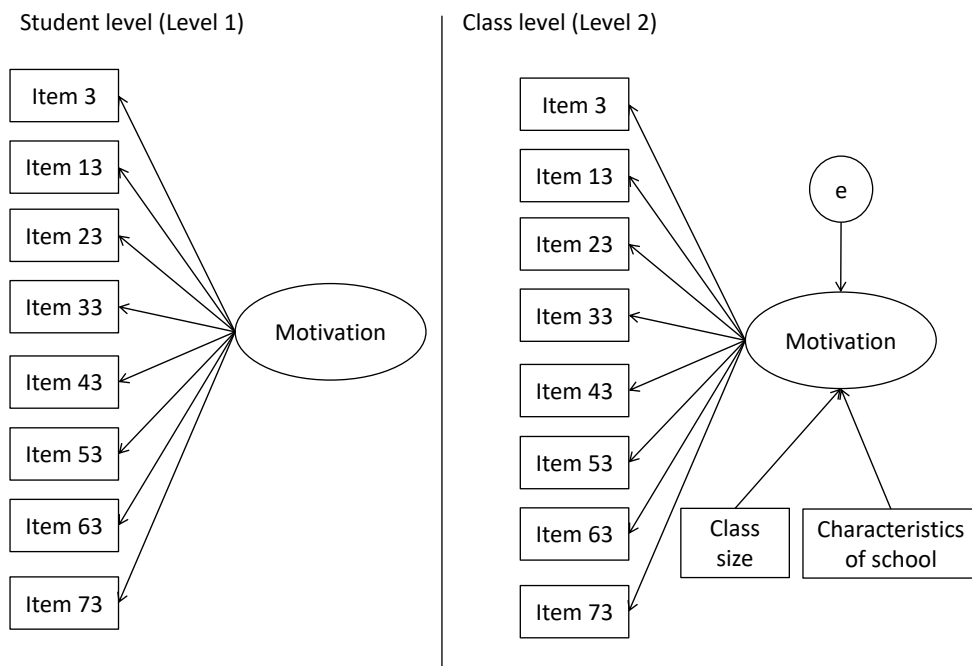 Student level (Level 1)
Item 3
Item 13
Item 23
Item 33
Item 43
Item 53
Item 63
Item 73
Motivation
Class level (Level 2)
Item 3
Item 13
Item 23
Item 33
Item 43
Item 53
Item 63
Item 73
e
Motivation
Class
size
Characteristics
of school